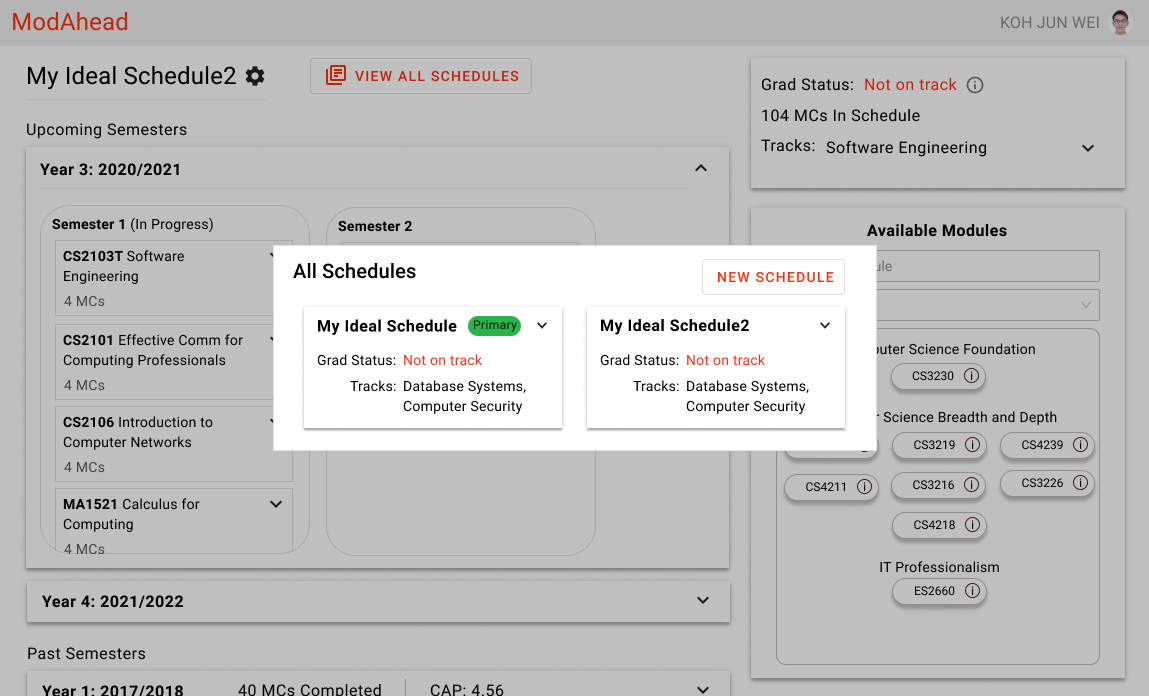 ModAhead
KOH JUN WEI
My Ideal Schedule2
VIEW ALL SCHEDULES
Upcoming Semesters
Year 3: 2020/2021
Semester 1 (In Progress)
CS2103T Software
Engineering
4 MCs
CS2101 Effective Comm for
Computing Professionals
4 MCs
CS2106 Introduction to
Computer Networks
4 MCs
MA1521 Calculus for
Computing
4 MCs
Semester 2
All Schedules
NEW SCHEDULE
My Ideal Schedule
Primary
Grad Status: Not on track
Tracks: Database Systems,
Computer Security
My Ideal Schedule2
Grad Status: Not on track
Tracks: Database Systems,
Computer Security
Year 4: 2021/2022
Past Semesters
Year 1: 2017/2018
40 MCs Completed
CAP: 4.56
Grad Status: Not on track
104 MCs In Schedule
Tracks: Software Engineering
Available Modules
Science Foundation
CS3230
Science Breadth and Depth
CS3219
CS4239
CS4211
CS3216
CS3226
CS4218
IT Professionalism
ES2660